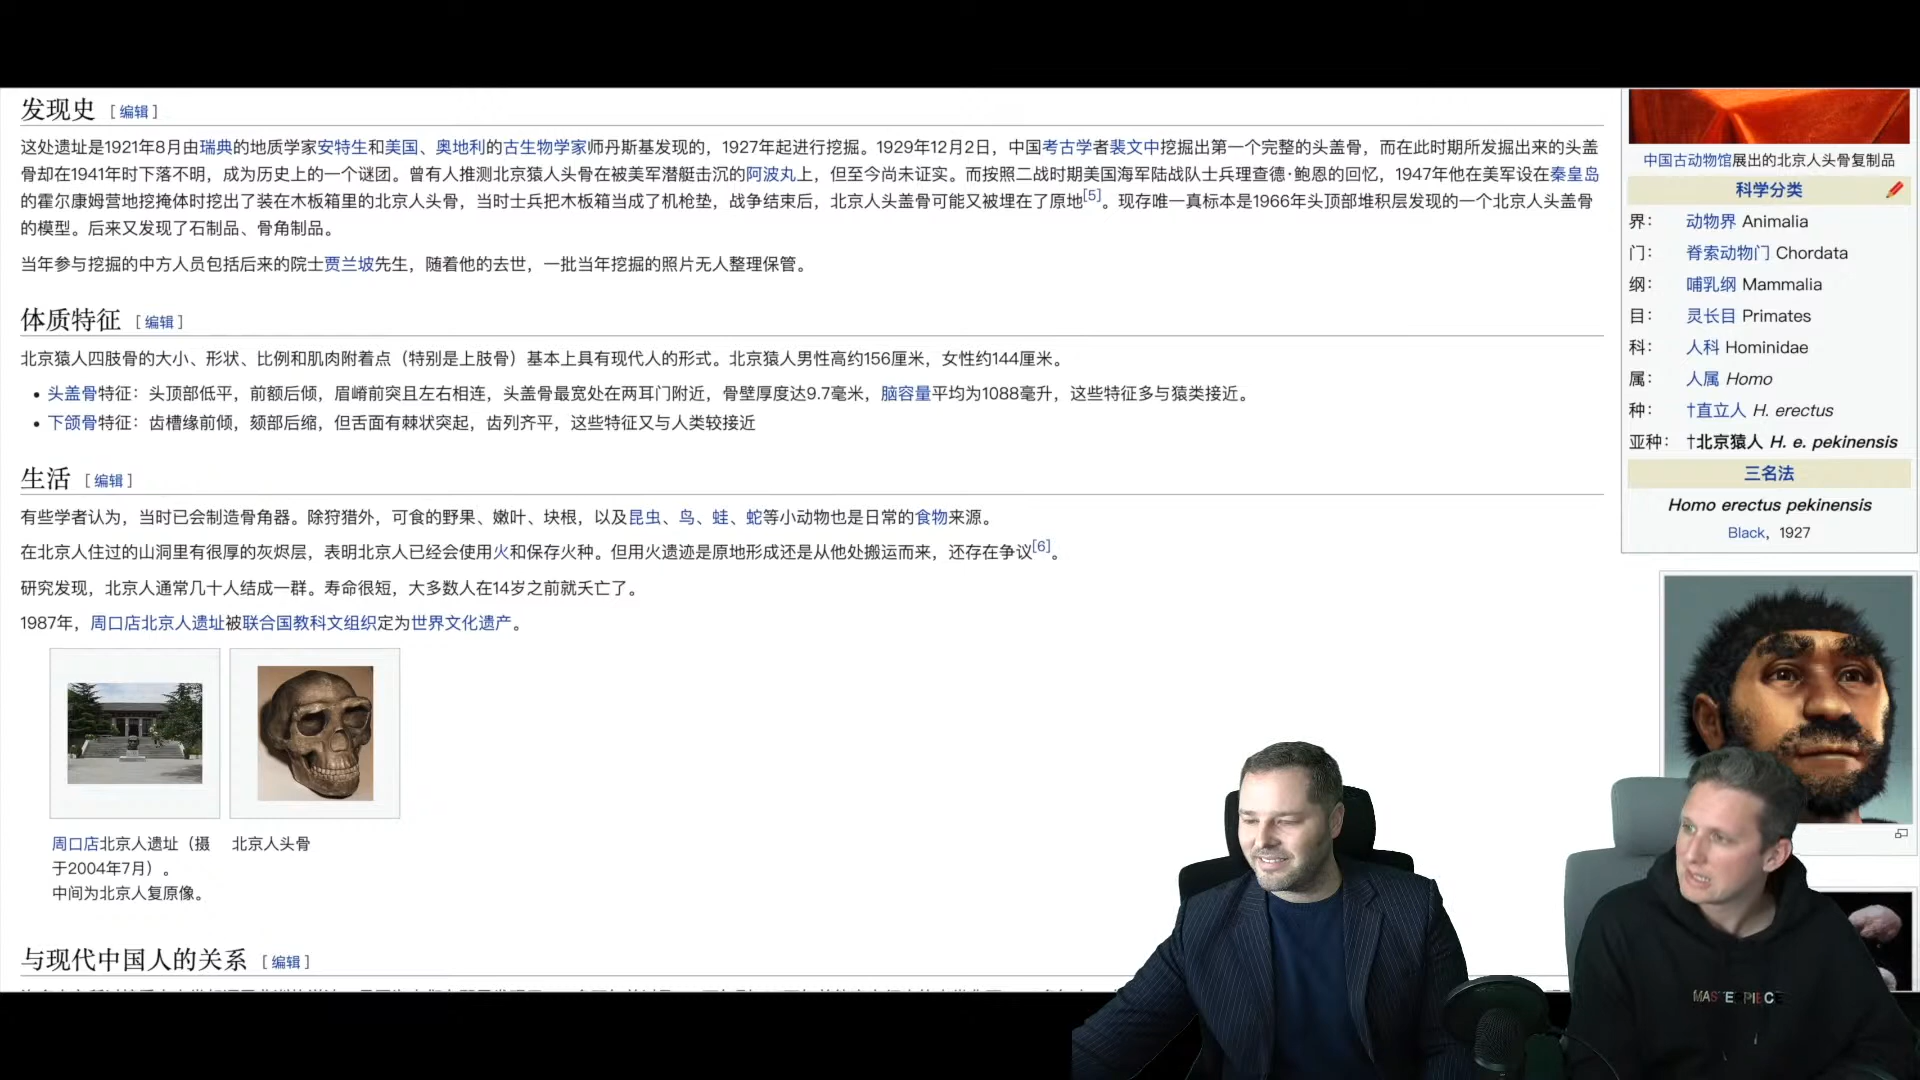 发现史 [编辑]
这处遗址是1921年8月由瑞典的地质学家安特生和美国、奥地利的古生物学家师丹斯基发现的，1927年起进行挖掘。1929年12月2日，中国考古学者裴文中挖掘出第一个完整的头盖骨，而在此时期所发掘出来的头盖
骨却在1941年时下落不明，成为历史上的一个谜团。曾有人推测北京猿人头骨在被美军潜艇击沉的阿波丸上，但至今尚未证实。而按照二战时期美国海军陆战队士兵理查德·鲍恩的回忆，1947年他在美军设在秦皇岛
的霍尔康姆营地挖掩体时挖出了装在木板箱里的北京人头骨，当时士兵把木板箱当成了机枪垫，战争结束后，北京人头盖骨可能又被埋在了原地[5]。现存唯一真标本是1966年头顶部堆积层发现的一个北京人头盖骨
的模型。后来又发现了石制品、骨角制品。
当年参与挖掘的中方人员包括后来的院士贾兰坡先生，随着他的去世，一批当年挖掘的照片无人整理保管。
体质特征 [编辑]
北京猿人四肢骨的大小、形状、比例和肌肉附着点（特别是上肢骨）基本上具有现代人的形式。北京猿人男性高约156厘米，女性约144厘米。
• 头盖骨特征：头顶部低平，前额后倾，眉嵴前突且左右相连，头盖骨最宽处在两耳门附近，骨壁厚度达9.7毫米，脑容量平均为1088毫升，这些特征多与猿类接近。
• 下颌骨特征：齿槽缘前倾，颏部后缩，但舌面有棘状突起，齿列齐平，这些特征又与人类较接近
生活 [编辑]
有些学者认为，当时已会制造骨角器。除狩猎外，可食的野果、嫩叶、块根，以及昆虫、鸟、蛙、蛇等小动物也是日常的食物来源。
在北京人住过的山洞里有很厚的灰烬层，表明北京人已经会使用火和保存火种。但用火遗迹是原地形成还是从他处搬运而来，还存在争议[6]。
研究发现，北京人通常几十人结成一群。寿命很短，大多数人在14岁之前就夭亡了。
1987年，周口店北京人遗址被联合国教科文组织定为世界文化遗产。
周口店北京人遗址（摄
于2004年7月）。
中间为北京人复原像。
北京人头骨
与现代中国人的关系 [编辑]
中国古动物馆展出的北京人头骨复制品
科学分类
界： 动物界 Animalia
门： 脊索动物门 Chordata
纲： 哺乳纲 Mammalia
目： 灵长目 Primates
科： 人科 Hominidae
属： 人属 Homo
种： †直立人 H. erectus
亚种： †北京猿人 H. e. pekinensis
三名法
Homo erectus pekinensis
Black，1927
MASTERPIECE